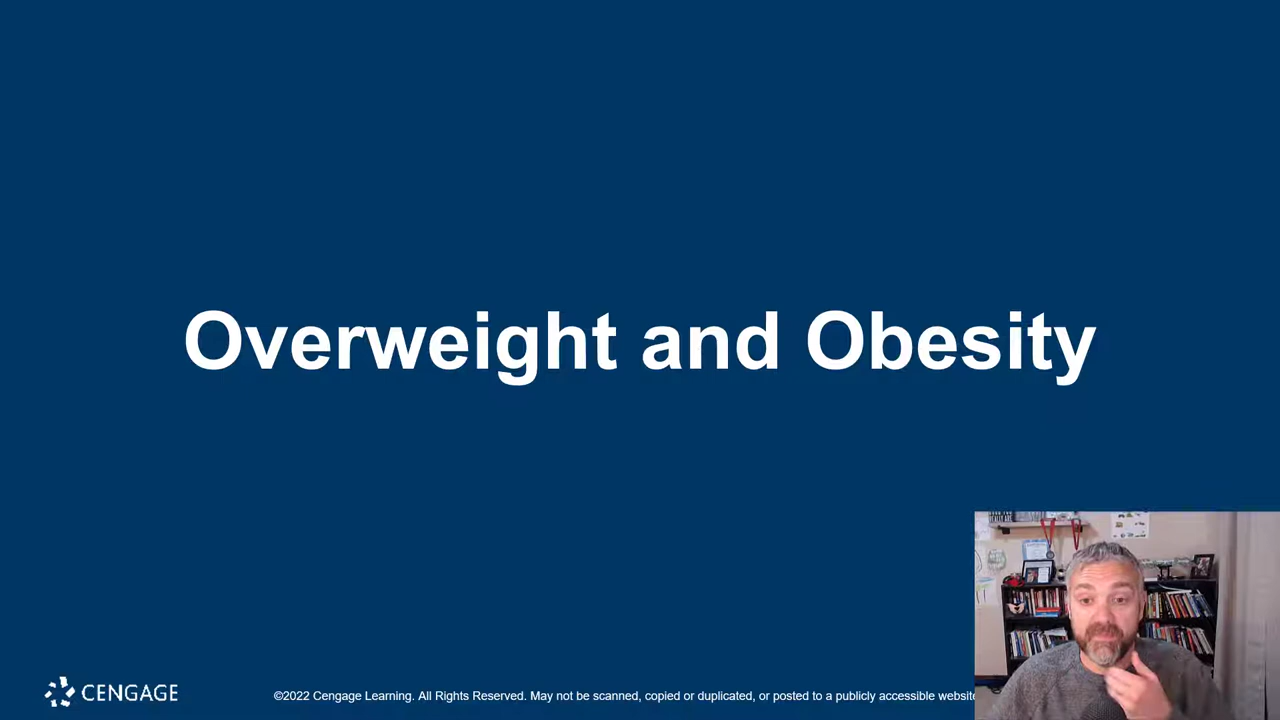 Overweight and Obesity
CENGAGE
©2022 Cengage Learning. All Rights Reserved. May not be scanned, copied or duplicated, or posted to a publicly accessible website